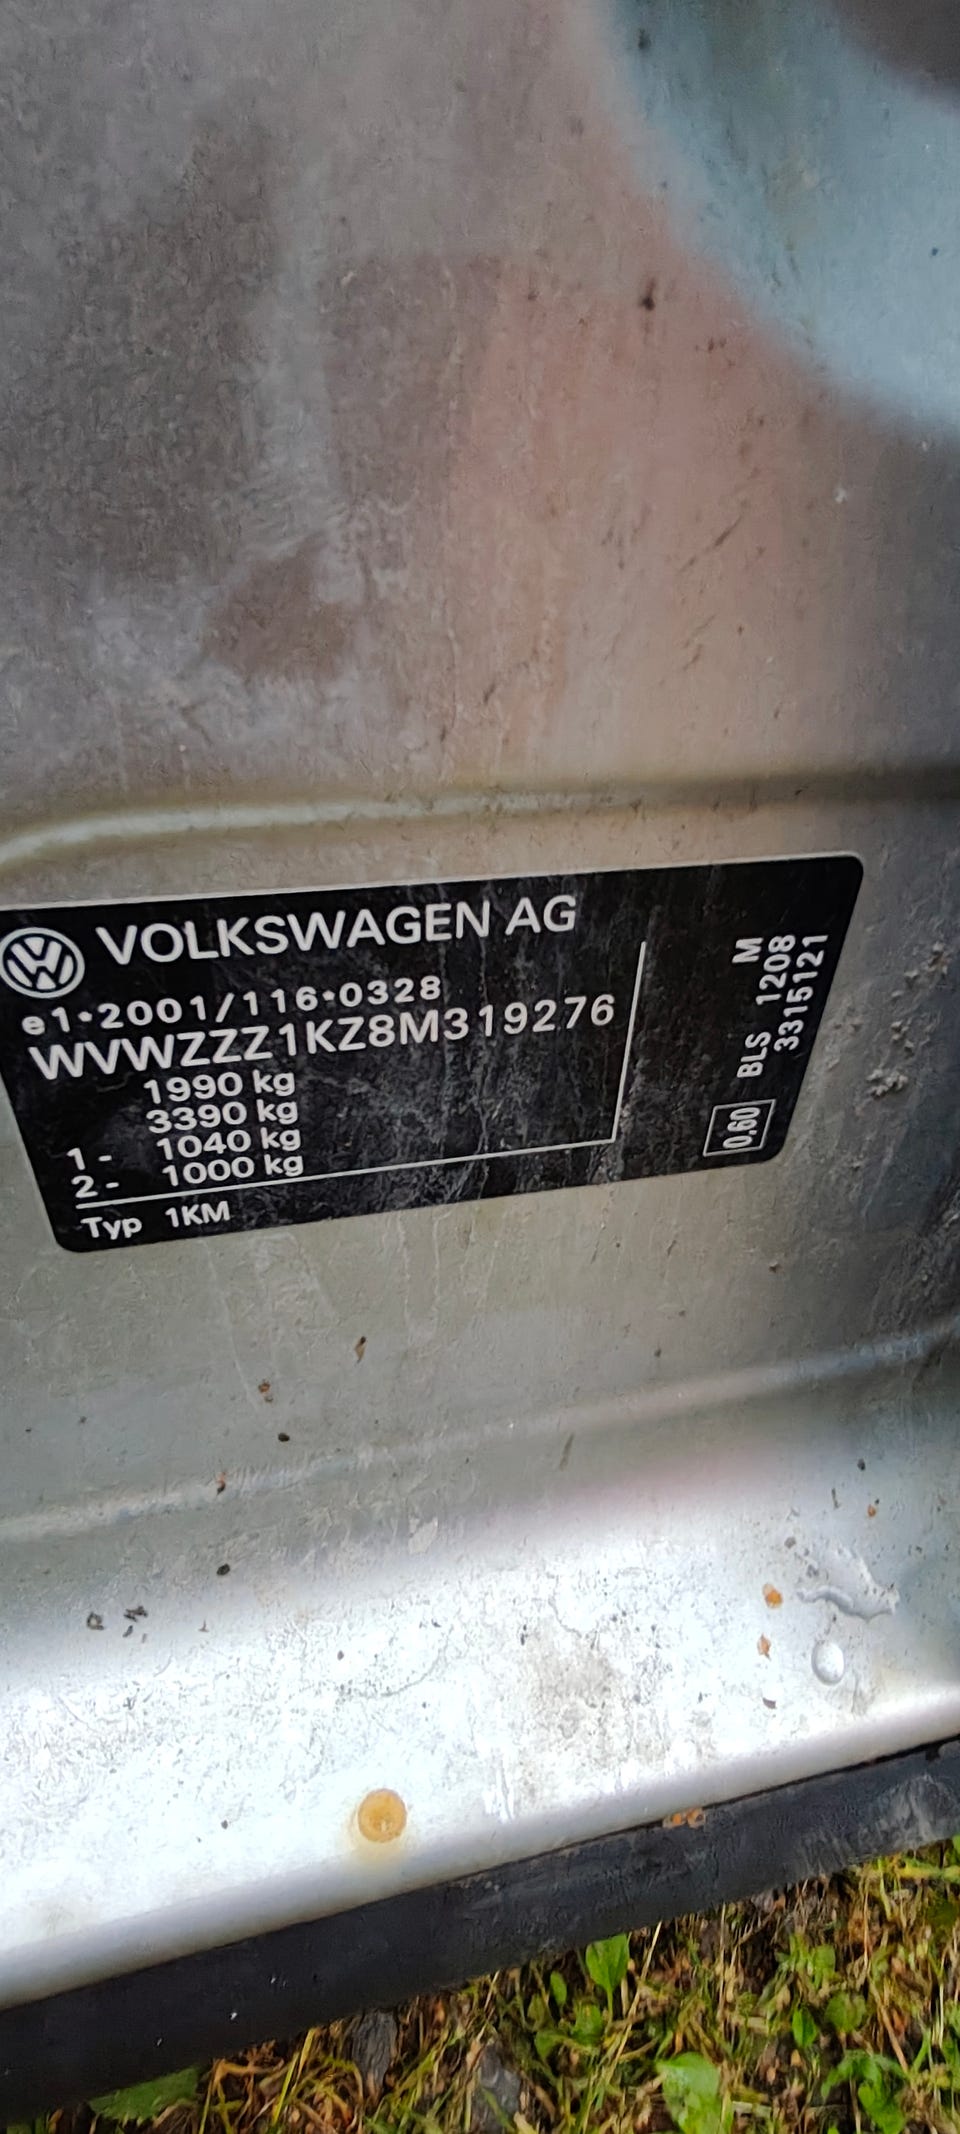 VOLKSWAGEN AG
e1*2001/116*0328
WVWZZZ1KZ8M319276
1990 kg
3390 kg
1- 1040 kg
2- 1000 kg
Typ 1KM
M
BLS 1208
3315121
0,60